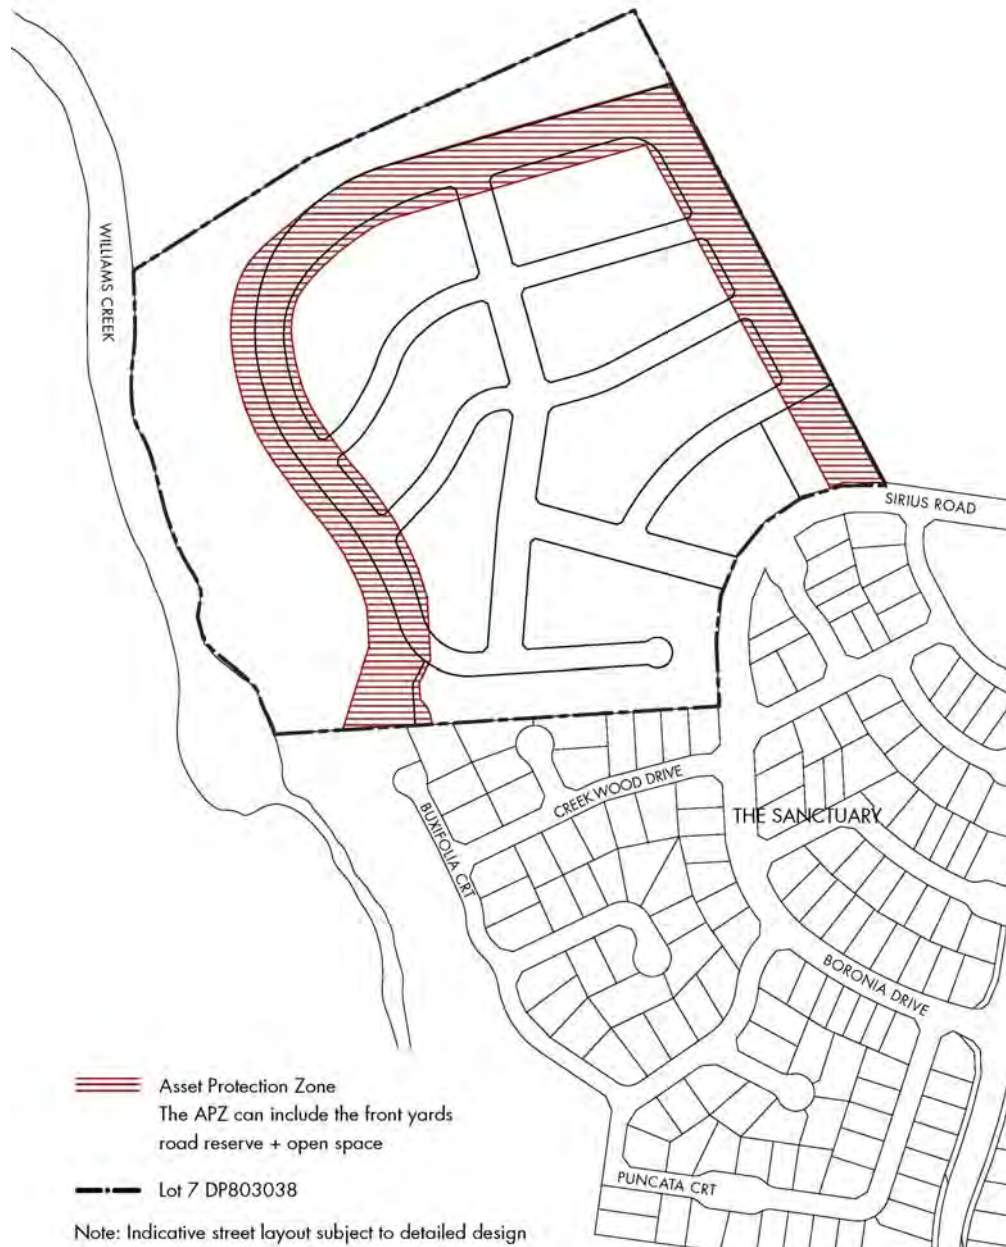 WILLIAMS CREEK
SIRIUS ROAD
CREEK WOOD DRIVE
THE SANCTUARY
BUXIFOLIA CRT
BORONIA DRIVE
Asset Protection Zone
The APZ can include the front yards
road reserve + open space
PUNCATA CRT
Lot 7 DP803038
Note: Indicative street layout subject to detailed design